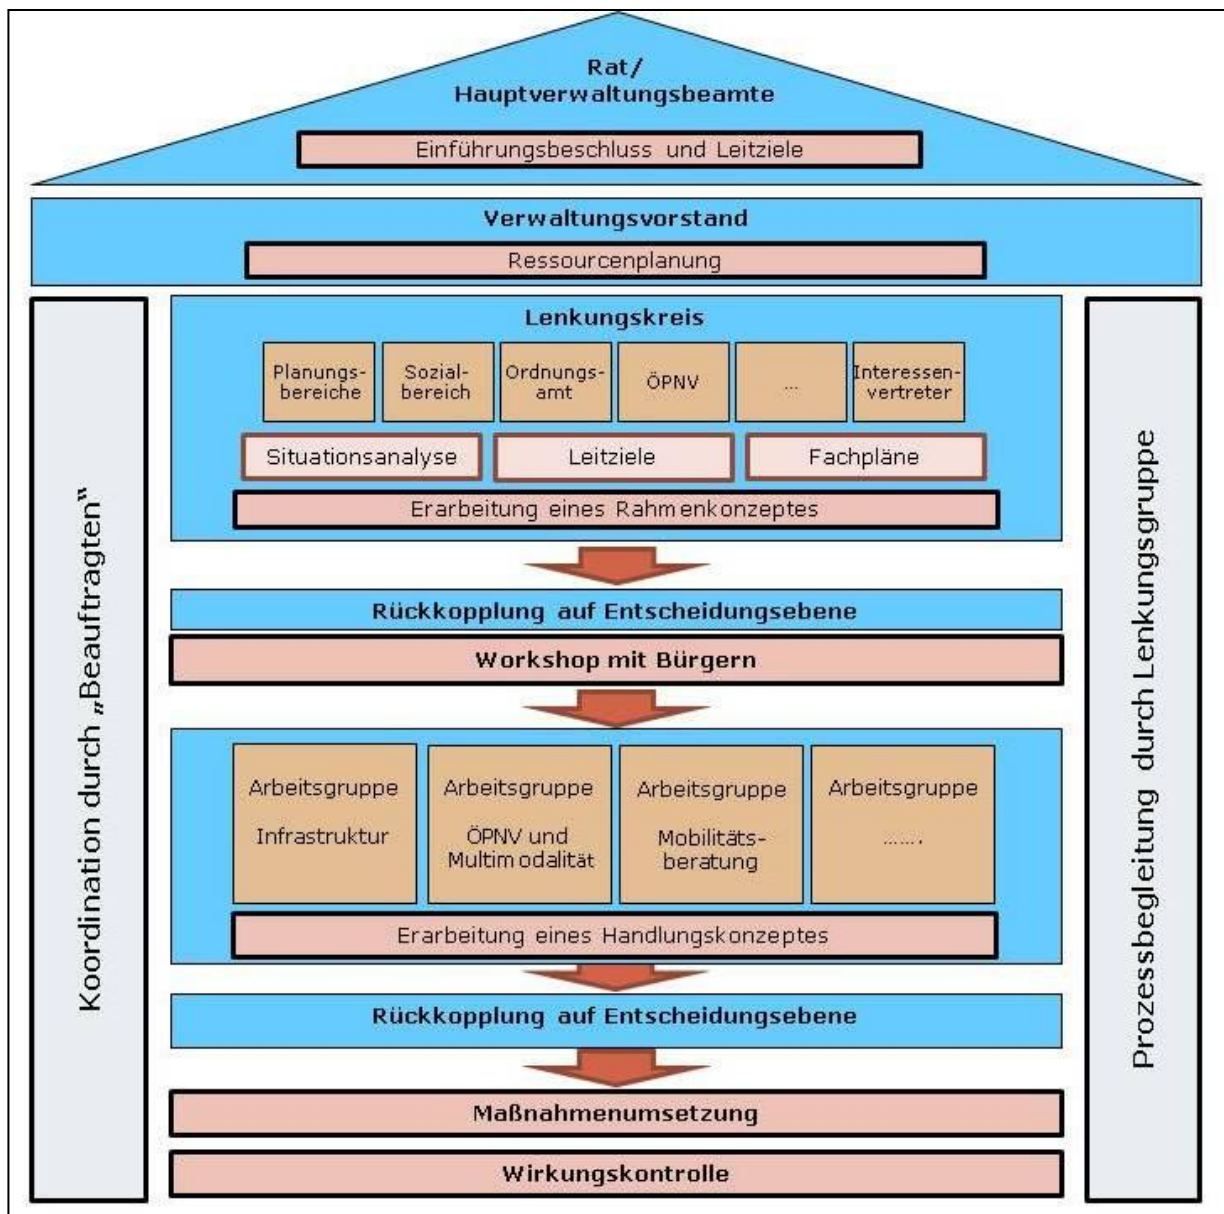 Rat/
Hauptverwaltungsbeamte
Einführungsbeschluss und Leitziele
Verwaltungsvorstand
Ressourcenplanung
Koordination durch „Beauftragten“
Lenkungskreis
Planungs-
bereiche
Sozial-
bereich
Ordnungs-
amt
ÖPNV
...
Interessen-
vertreter
Situationsanalyse
Leitziele
Fachpläne
Erarbeitung eines Rahmenkonzeptes
Rückkopplung auf Entscheidungsebene
Workshop mit Bürgern
Arbeitsgruppe
Infrastruktur
Arbeitsgruppe
ÖPNV und
Multimodalität
Arbeitsgruppe
Mobilitäts-
beratung
Arbeitsgruppe
.......
Erarbeitung eines Handlungskonzeptes
Rückkopplung auf Entscheidungsebene
Maßnahmenumsetzung
Wirkungskontrolle
Prozessbegleitung durch Lenkungsgruppe